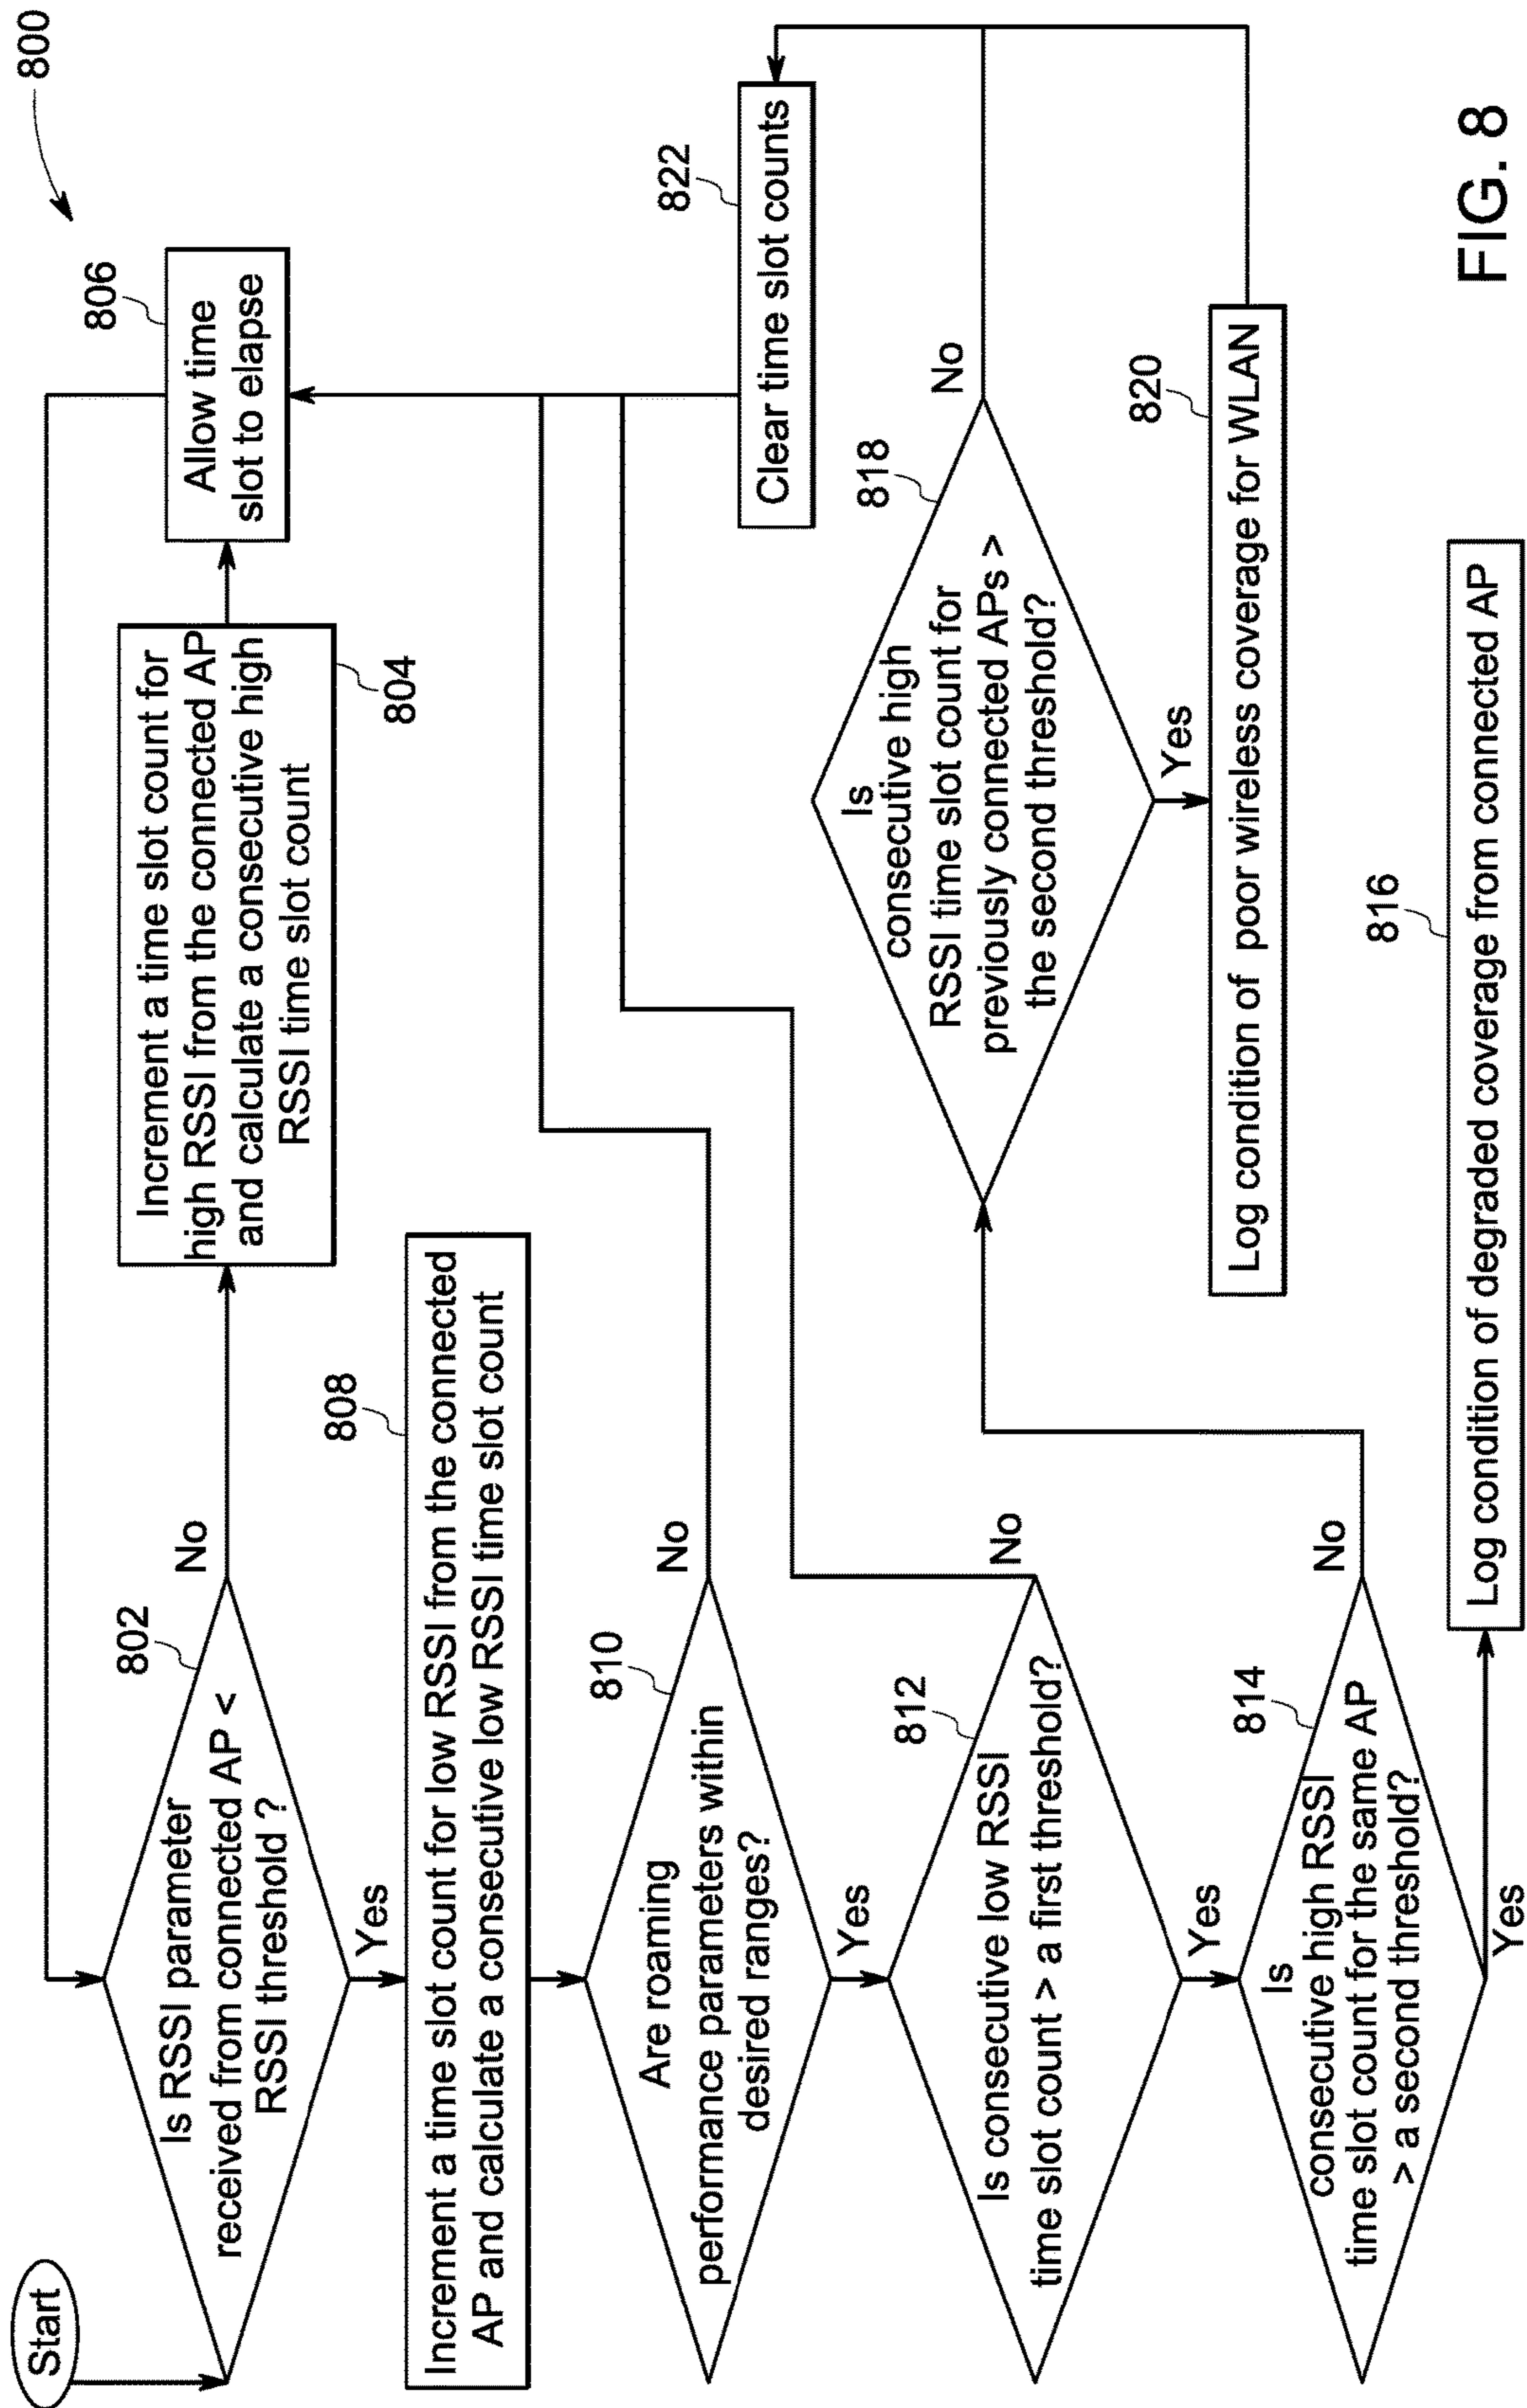 800
Start
802
Is RSSI parameter
received from connected AP <
RSSI threshold ?
No
Yes
Increment a time slot count for
high RSSI from the connected AP
and calculate a consecutive high
RSSI time slot count
804
806
Allow time
slot to elapse
808
Increment a time slot count for low RSSI from the connected
AP and calculate a consecutive low RSSI time slot count
810
Are roaming
performance parameters within
desired ranges?
No
Yes
812
Is consecutive low RSSI
time slot count > a first threshold?
No
Yes
814
Is
consecutive high RSSI
time slot count for the same AP
> a second threshold?
No
Yes
816
Log condition of degraded coverage from connected AP
818
Is
consecutive high
RSSI time slot count for
previously connected APs >
the second threshold?
No
Yes
820
Log condition of poor wireless coverage for WLAN
822
Clear time slot counts
FIG. 8